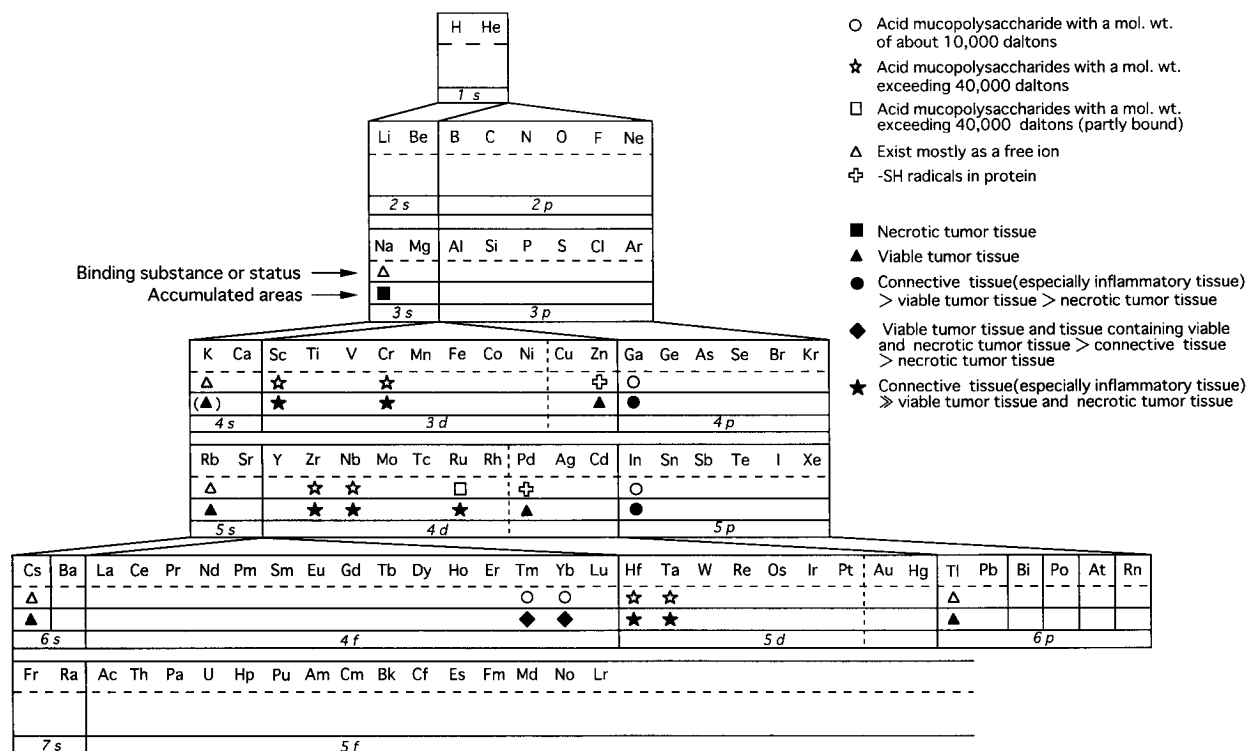 H He
1 s
Li Be B C N O F Ne
2 s 2 p
Na Mg Al Si P S Cl Ar
Binding substance or status
Accumulated areas
3 s 3 p
K Ca Sc Ti V Cr Mn Fe Co Ni Cu Zn Ga Ge As Se Br Kr
( )
4 s 3 d 4 p
Rb Sr Y Zr Nb Mo Tc Ru Rh Pd Ag Cd In Sn Sb Te I Xe
5 s 4 d 5 p
Cs Ba La Ce Pr Nd Pm Sm Eu Gd Tb Dy Ho Er Tm Yb Lu Hf Ta W Re Os Ir Pt Au Hg Tl Pb Bi Po At Rn
6 s 4 f 5 d 6 p
Fr Ra Ac Th Pa U Hp Pu Am Cm Bk Cf Es Fm Md No Lr
7 s 5 f
Acid mucopolysaccharide with a mol. wt.
of about 10,000 daltons
Acid mucopolysaccharides with a mol. wt.
exceeding 40,000 daltons
Acid mucopolysaccharides with a mol. wt.
exceeding 40,000 daltons (partly bound)
Exist mostly as a free ion
-SH radicals in protein
Necrotic tumor tissue
Viable tumor tissue
Connective tissue(especially inflammatory tissue)
> viable tumor tissue > necrotic tumor tissue
Viable tumor tissue and tissue containing viable
and necrotic tumor tissue > connective tissue
> necrotic tumor tissue
Connective tissue(especially inflammatory tissue)
≫ viable tumor tissue and necrotic tumor tissue